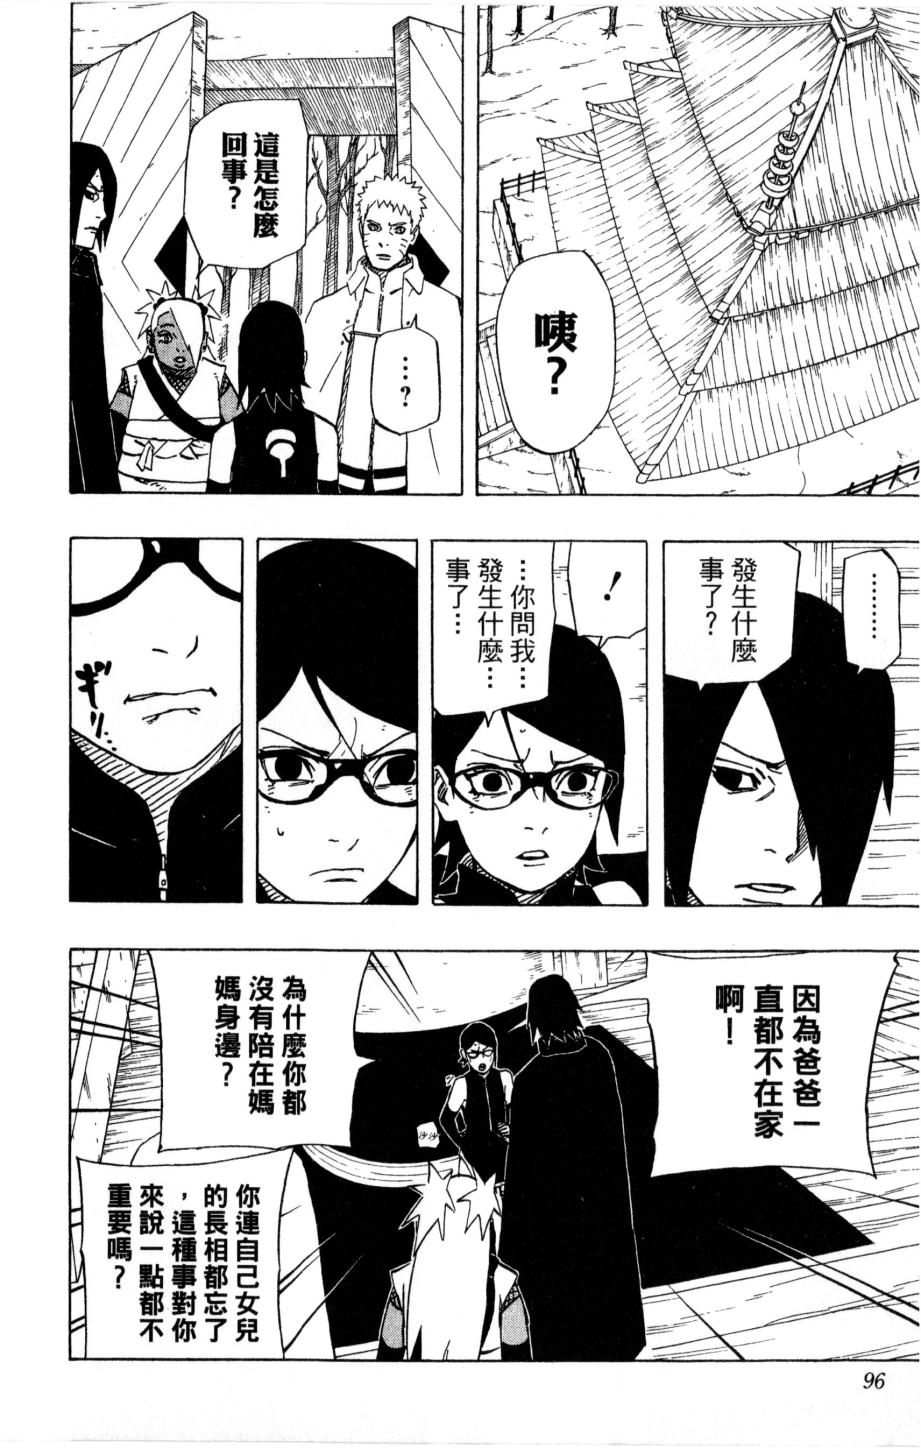 咦？
這是怎麼
回事？
…？
………
發生什麼
事了？
！
…你問我…
發生什麼…
事了…
ギリ…
因為爸爸一
直都不在家
啊！
為什麼你都
沒有陪在媽
媽身邊？
沙沙
你連自己女兒
的長相都忘了
，這種事對你
來說一點都不
重要嗎？
96